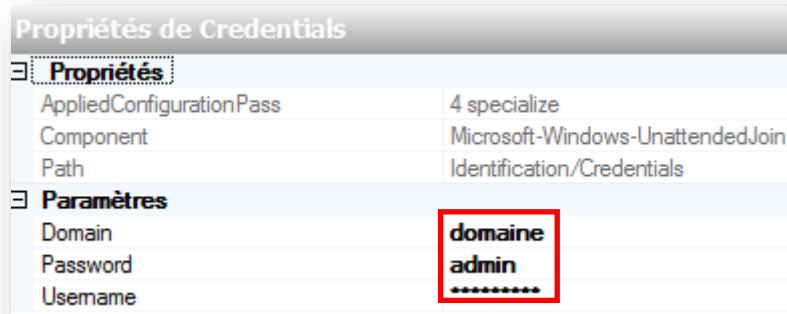 Propriétés de Credentials
Propriétés
AppliedConfigurationPass 4 specialize
Component Microsoft-Windows-UnattendedJoin
Path Identification/Credentials
Paramètres
Domain domaine
Password admin
Username *********